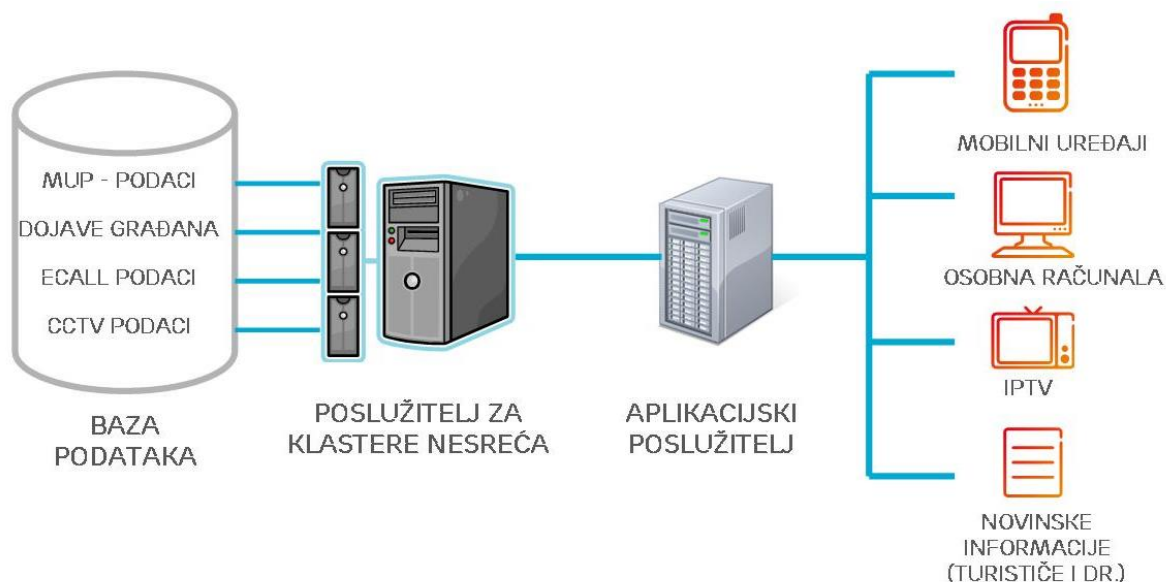 MUP - PODACI
DOJAVE GRAĐANA
ECALL PODACI
CCTV PODACI
BAZA
PODATAKA
POSLUŽITELJ ZA
KLASTERE NESREĆA
APLIKACIJSKI
POSLUŽITELJ
MOBILNI UREĐAJI
OSOBNA RAČUNALA
IPTV
NOVINSKE
INFORMACIJE
(TURISTIČE I DR.)